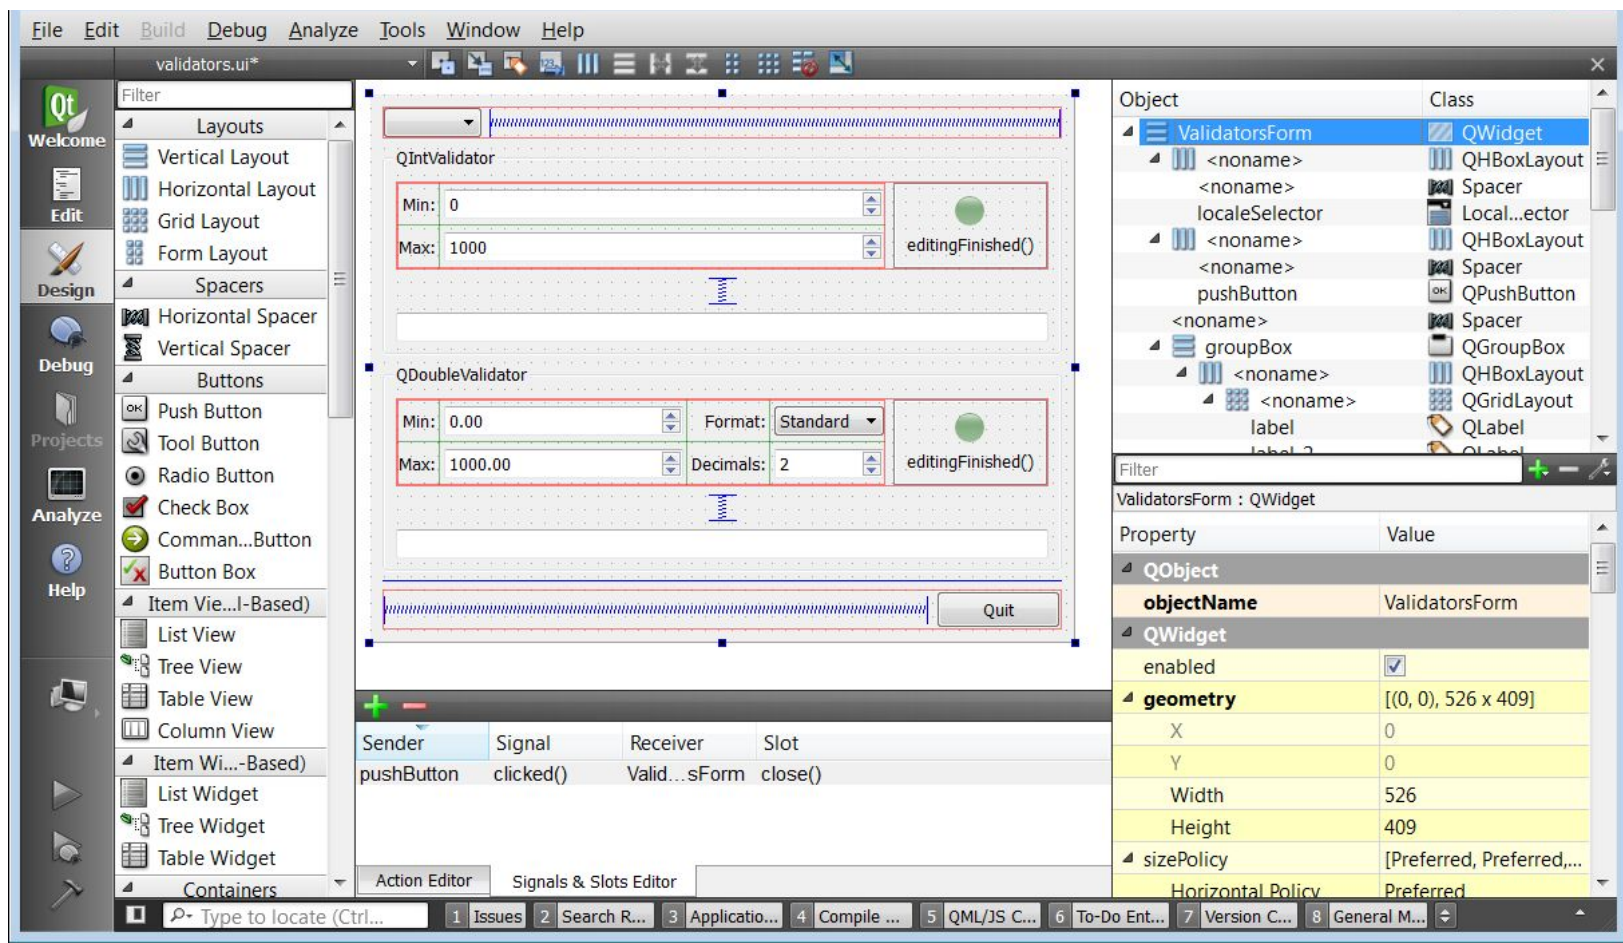 File Edit Build Debug Analyze Tools Window Help
validators.ui*
Qt
Welcome
Edit
Design
Debug
Projects
Analyze
Help
Filter
Layouts
Vertical Layout
Horizontal Layout
Grid Layout
Form Layout
Spacers
Horizontal Spacer
Vertical Spacer
Buttons
OK Push Button
Tool Button
Radio Button
Check Box
Comman...Button
Button Box
Item Vie...l-Based)
List View
Tree View
Table View
Column View
Item Wi...-Based)
List Widget
Tree Widget
Table Widget
Containers
QIntValidator
Min: 0
Max: 1000
editingFinished()
QDoubleValidator
Min: 0.00 Format: Standard
Max: 1000.00 Decimals: 2
editingFinished()
Quit
Sender Signal Receiver Slot
pushButton clicked() Valid...sForm close()
Action Editor Signals & Slots Editor
Object Class
ValidatorsForm QWidget
<noname> QHBoxLayout
<noname> Spacer
localeSelector Local...ector
<noname> QHBoxLayout
<noname> Spacer
pushButton OK QPushButton
<noname> Spacer
groupBox QGroupBox
<noname> QHBoxLayout
<noname> QGridLayout
label QLabel
label_2 QLabel
Filter
ValidatorsForm : QWidget
Property Value
QObject
objectName ValidatorsForm
QWidget
enabled
geometry [(0, 0), 526 x 409]
X 0
Y 0
Width 526
Height 409
sizePolicy [Preferred, Preferred,...
Horizontal Policy Preferred
Type to locate (Ctrl... 1 Issues 2 Search R... 3 Applicatio... 4 Compile ... 5 QML/JS C... 6 To-Do Ent... 7 Version C... 8 General M...